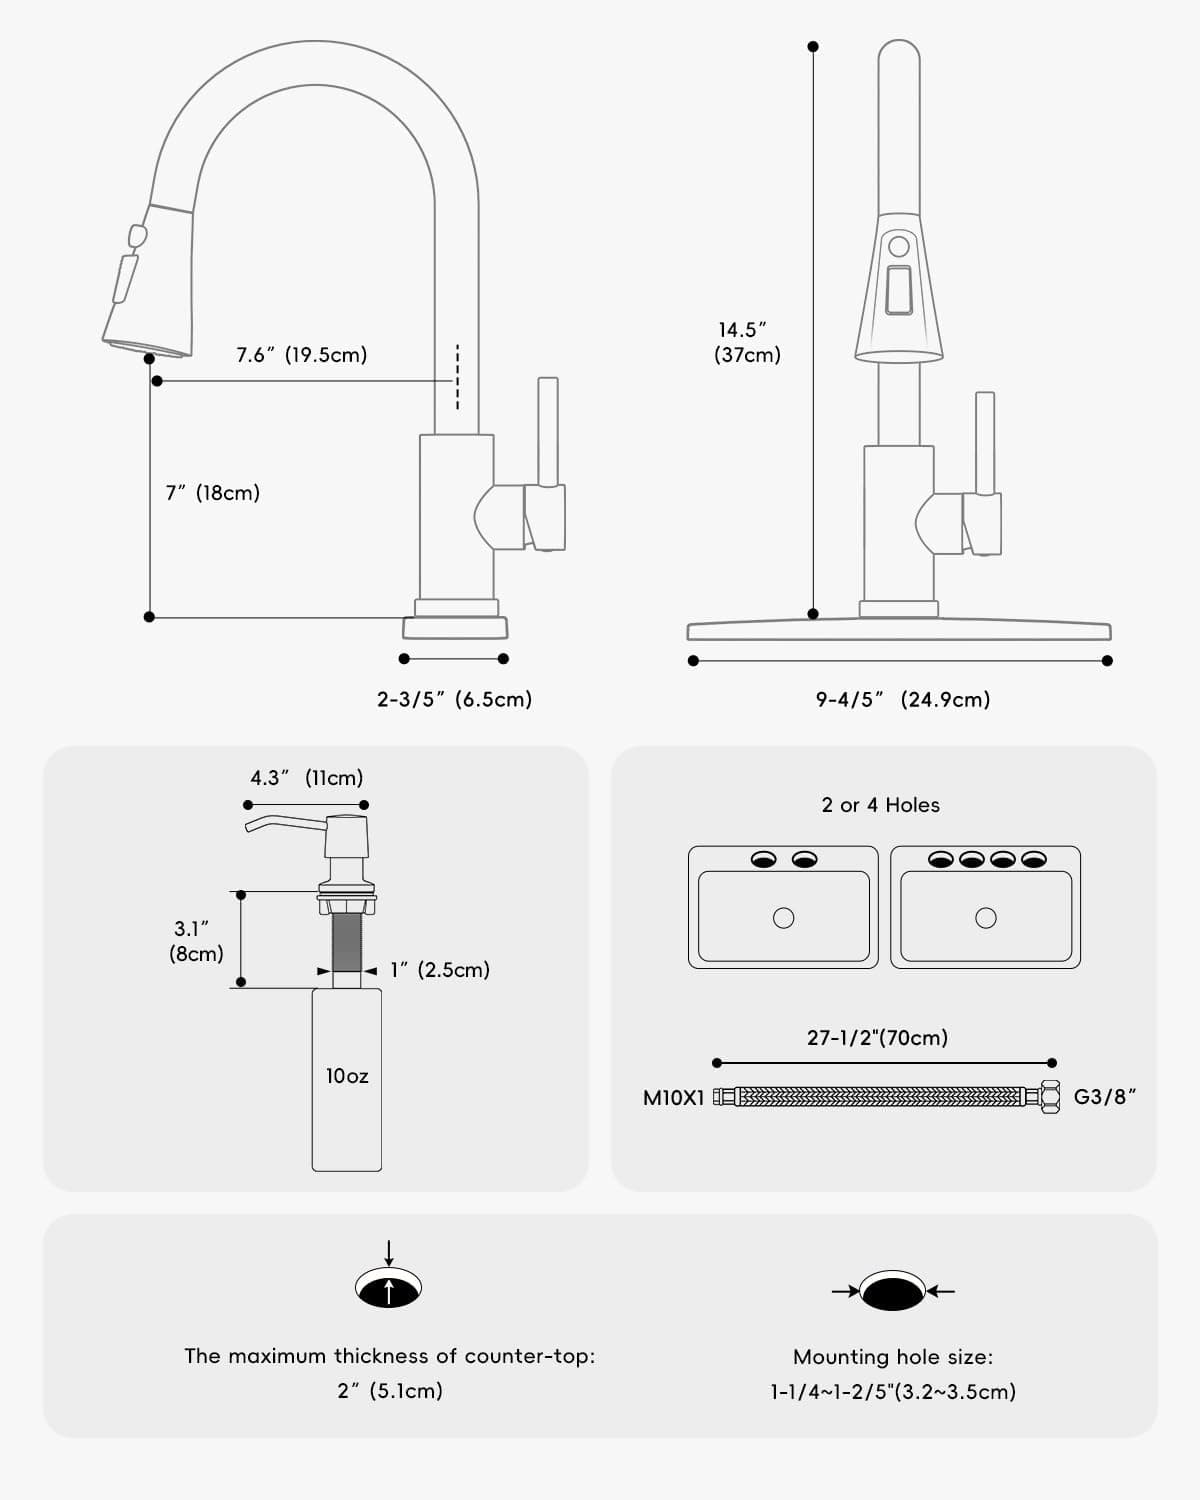 7.6″ (19.5cm)
14.5″
(37cm)
7″ (18cm)
2-3/5″ (6.5cm)
9-4/5″ (24.9cm)
4.3″ (11cm)
3.1″
(8cm)
1″ (2.5cm)
10oz
2 or 4 Holes
27-1/2"(70cm)
M10X1
G3/8″
The maximum thickness of counter-top:
2″ (5.1cm)
Mounting hole size:
1-1/4~1-2/5"(3.2~3.5cm)